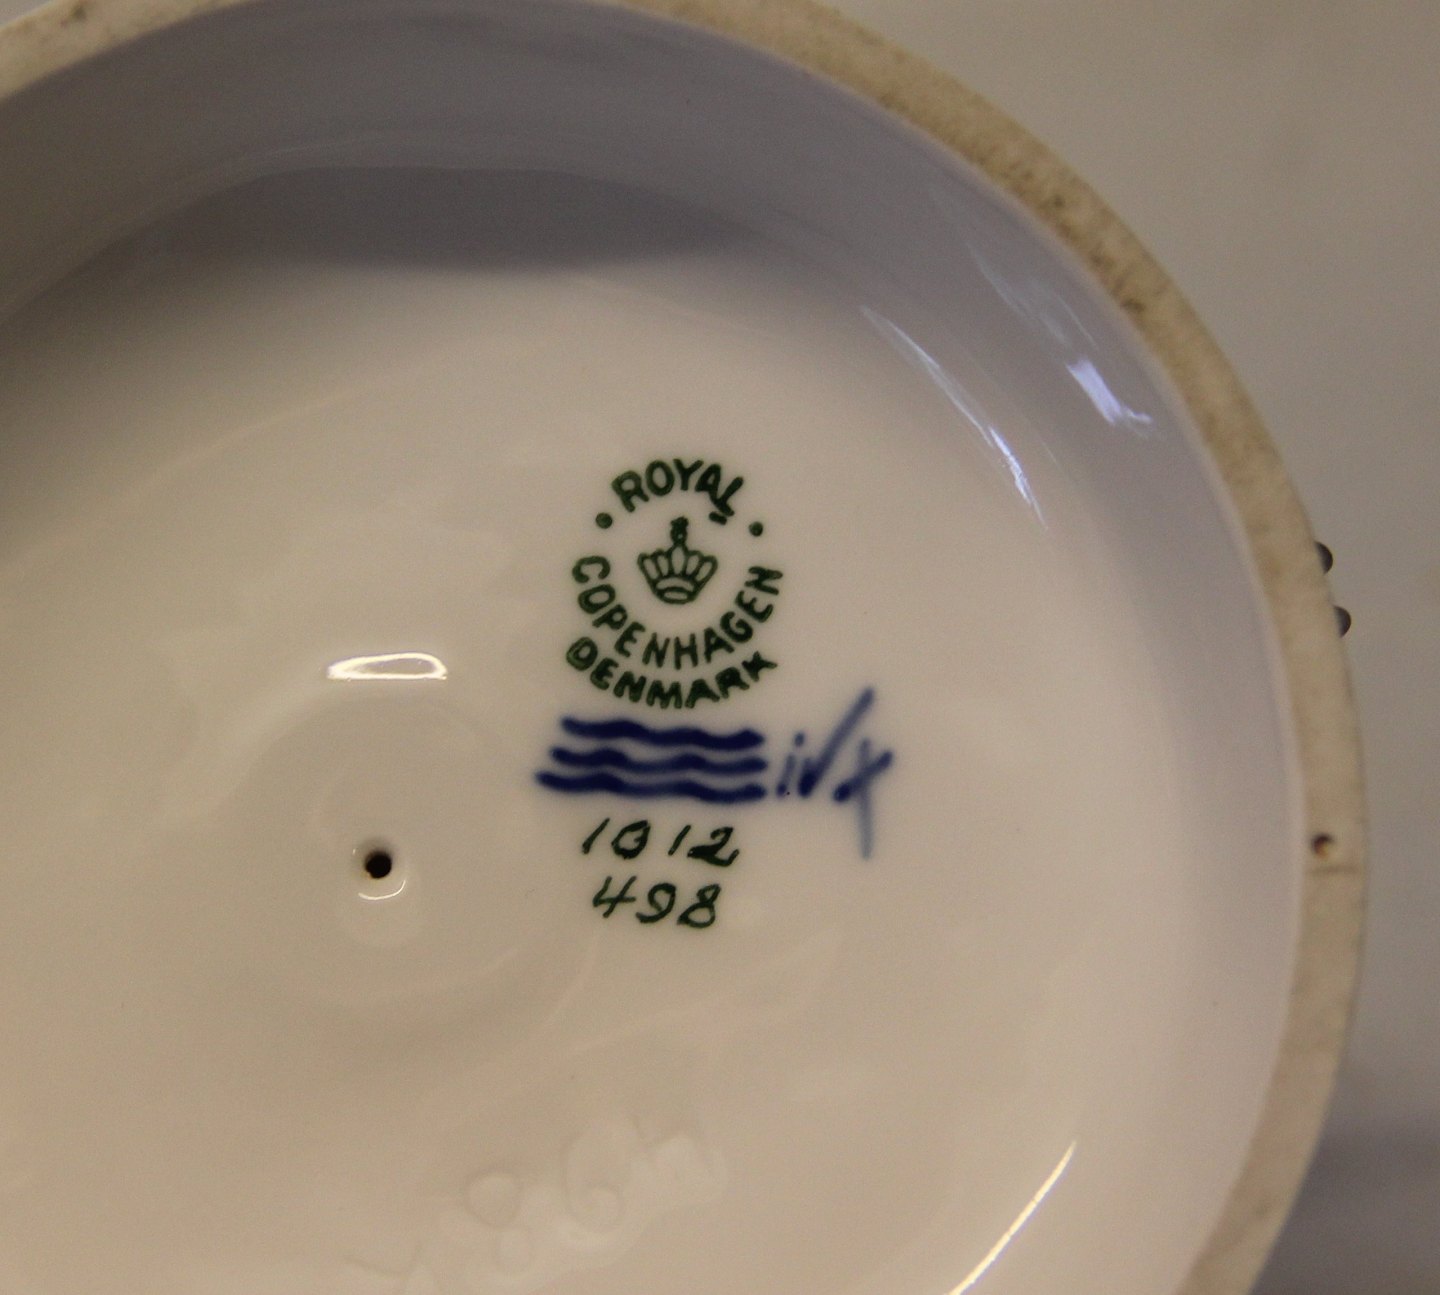 ROYAL
COPENHAGEN
DENMARK
1012
498